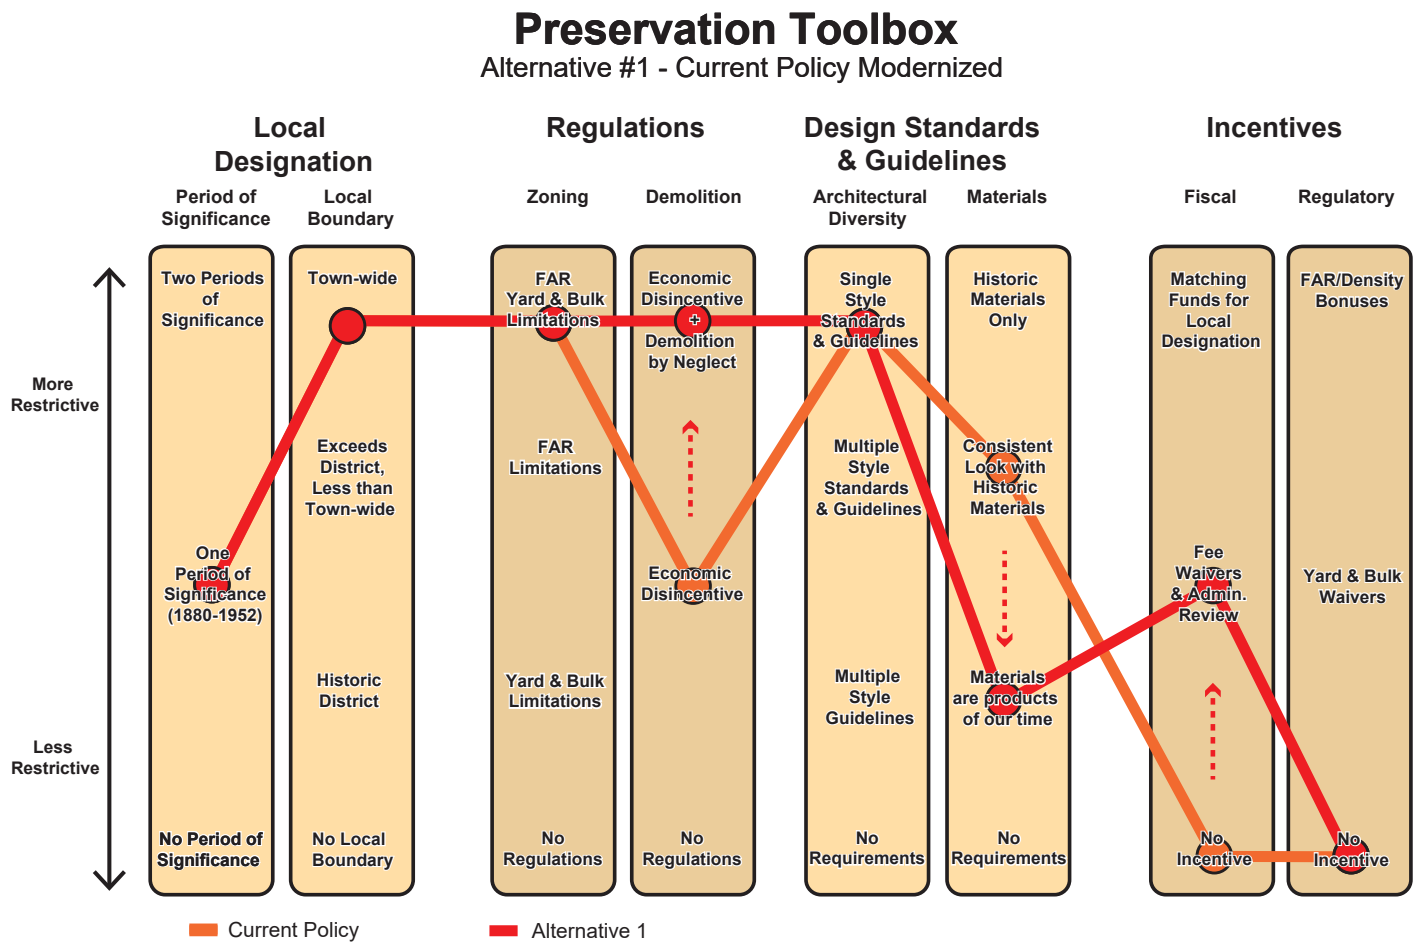 Preservation Toolbox
Alternative #1 - Current Policy Modernized
Local
Designation
Regulations
Design Standards
& Guidelines
Incentives
Period of
Significance
Local
Boundary
Zoning
Demolition
Architectural
Diversity
Materials
Fiscal
Regulatory
More
Restrictive
Less
Restrictive
Two Periods
of
Significance
One
Period of
Significance
(1880-1952)
No Period of
Significance
Town-wide
Exceeds
District,
Less than
Town-wide
Historic
District
No Local
Boundary
FAR
Yard & Bulk
Limitations
FAR
Limitations
Yard & Bulk
Limitations
No
Regulations
Economic
Disincentive
+
Demolition
by Neglect
Economic
Disincentive
No
Regulations
Single
Style
Standards
& Guidelines
Multiple
Style
Standards
& Guidelines
Multiple
Style
Guidelines
No
Requirements
Historic
Materials
Only
Consistent
Look with
Historic
Materials
Materials
are products
of our time
No
Requirements
Matching
Funds for
Local
Designation
Fee
Waivers
& Admin.
Review
No
Incentive
FAR/Density
Bonuses
Yard & Bulk
Waivers
No
Incentive
Current Policy
Alternative 1